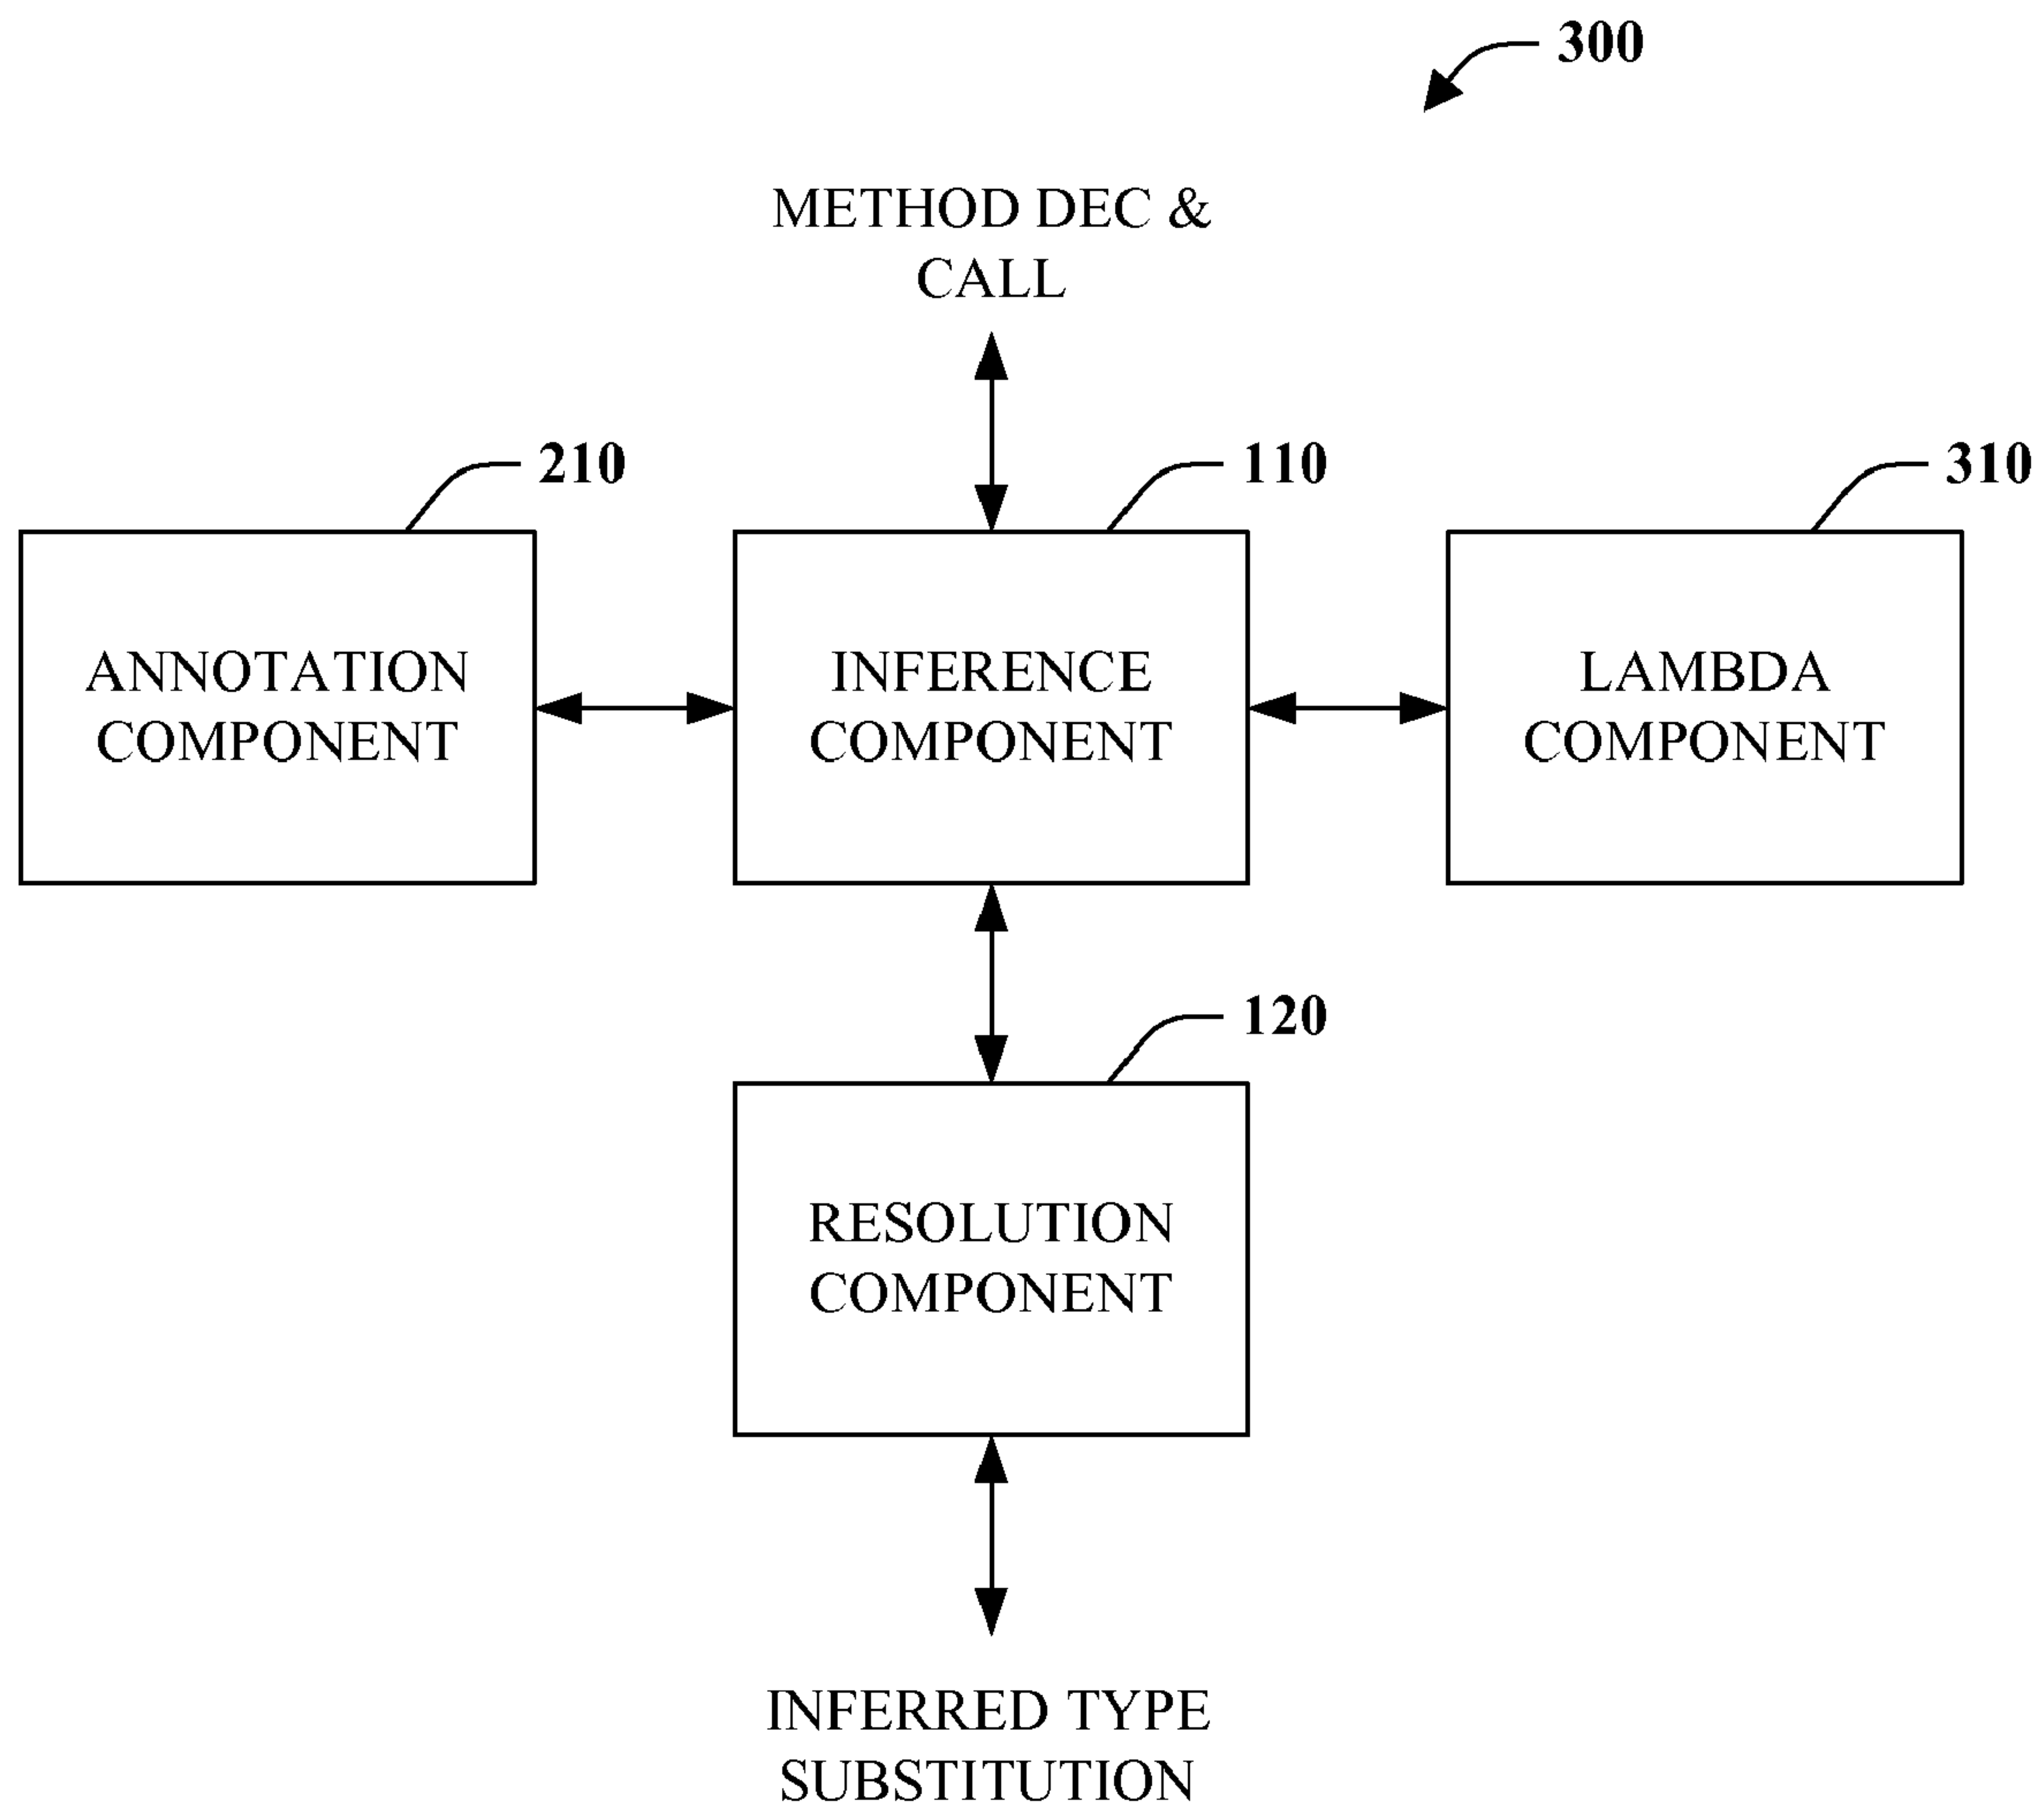 300
METHOD DEC &
CALL
210
110
310
ANNOTATION
COMPONENT
INFERENCE
COMPONENT
LAMBDA
COMPONENT
120
RESOLUTION
COMPONENT
INFERRED TYPE
SUBSTITUTION